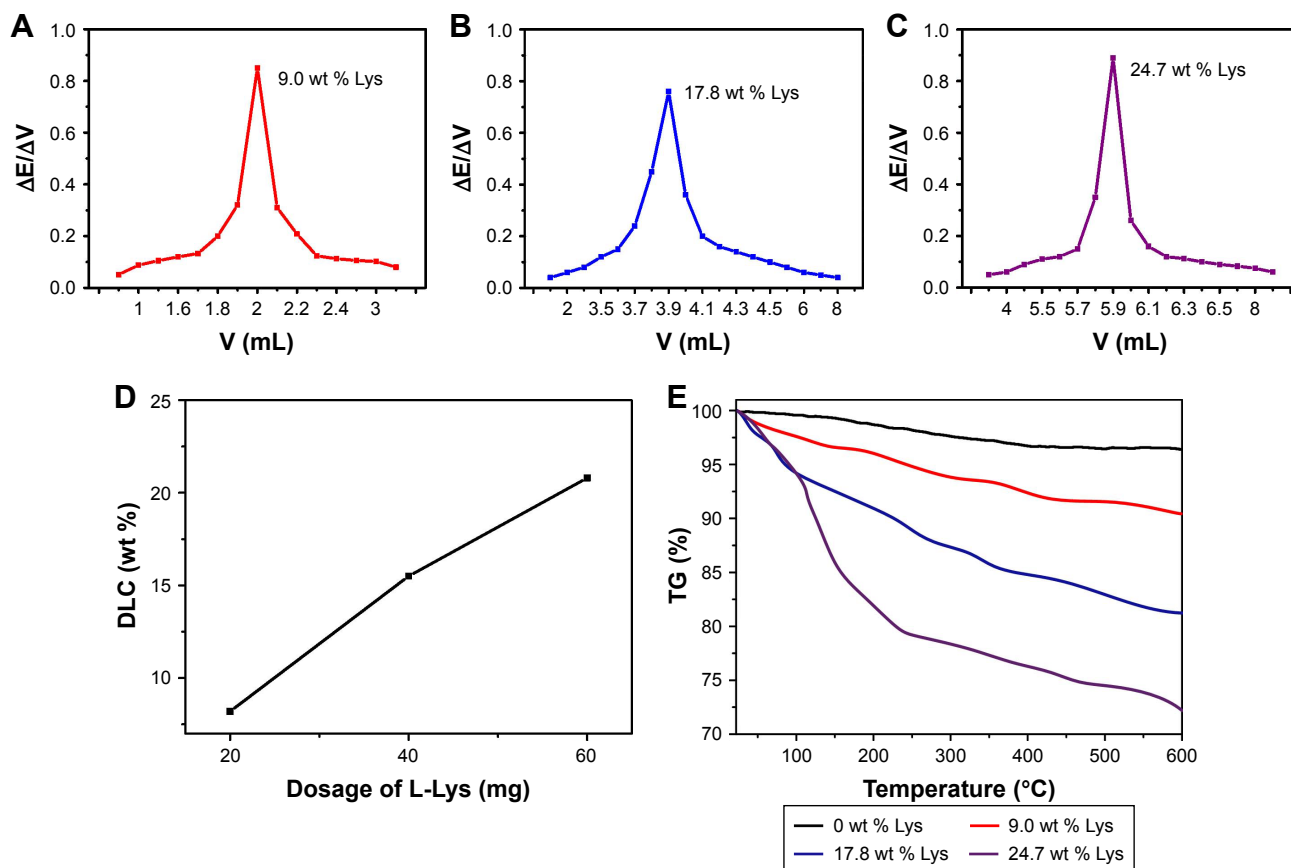 A
1.0
0.8
0.6
0.4
0.2
0.0
ΔE/ΔV
9.0 wt % Lys
1 1.6 1.8 2 2.2 2.4 3
V (mL)
B
1.0
0.8
0.6
0.4
0.2
0.0
ΔE/ΔV
17.8 wt % Lys
2 3.5 3.7 3.9 4.1 4.3 4.5 6 8
V (mL)
C
1.0
0.8
0.6
0.4
0.2
0.0
ΔE/ΔV
24.7 wt % Lys
4 5.5 5.7 5.9 6.1 6.3 6.5 8
V (mL)
D
25
20
15
10
DLC (wt %)
20 40 60
Dosage of L-Lys (mg)
E
100
95
90
85
80
75
70
TG (%)
100 200 300 400 500 600
Temperature (°C)
0 wt % Lys 9.0 wt % Lys
17.8 wt % Lys 24.7 wt % Lys